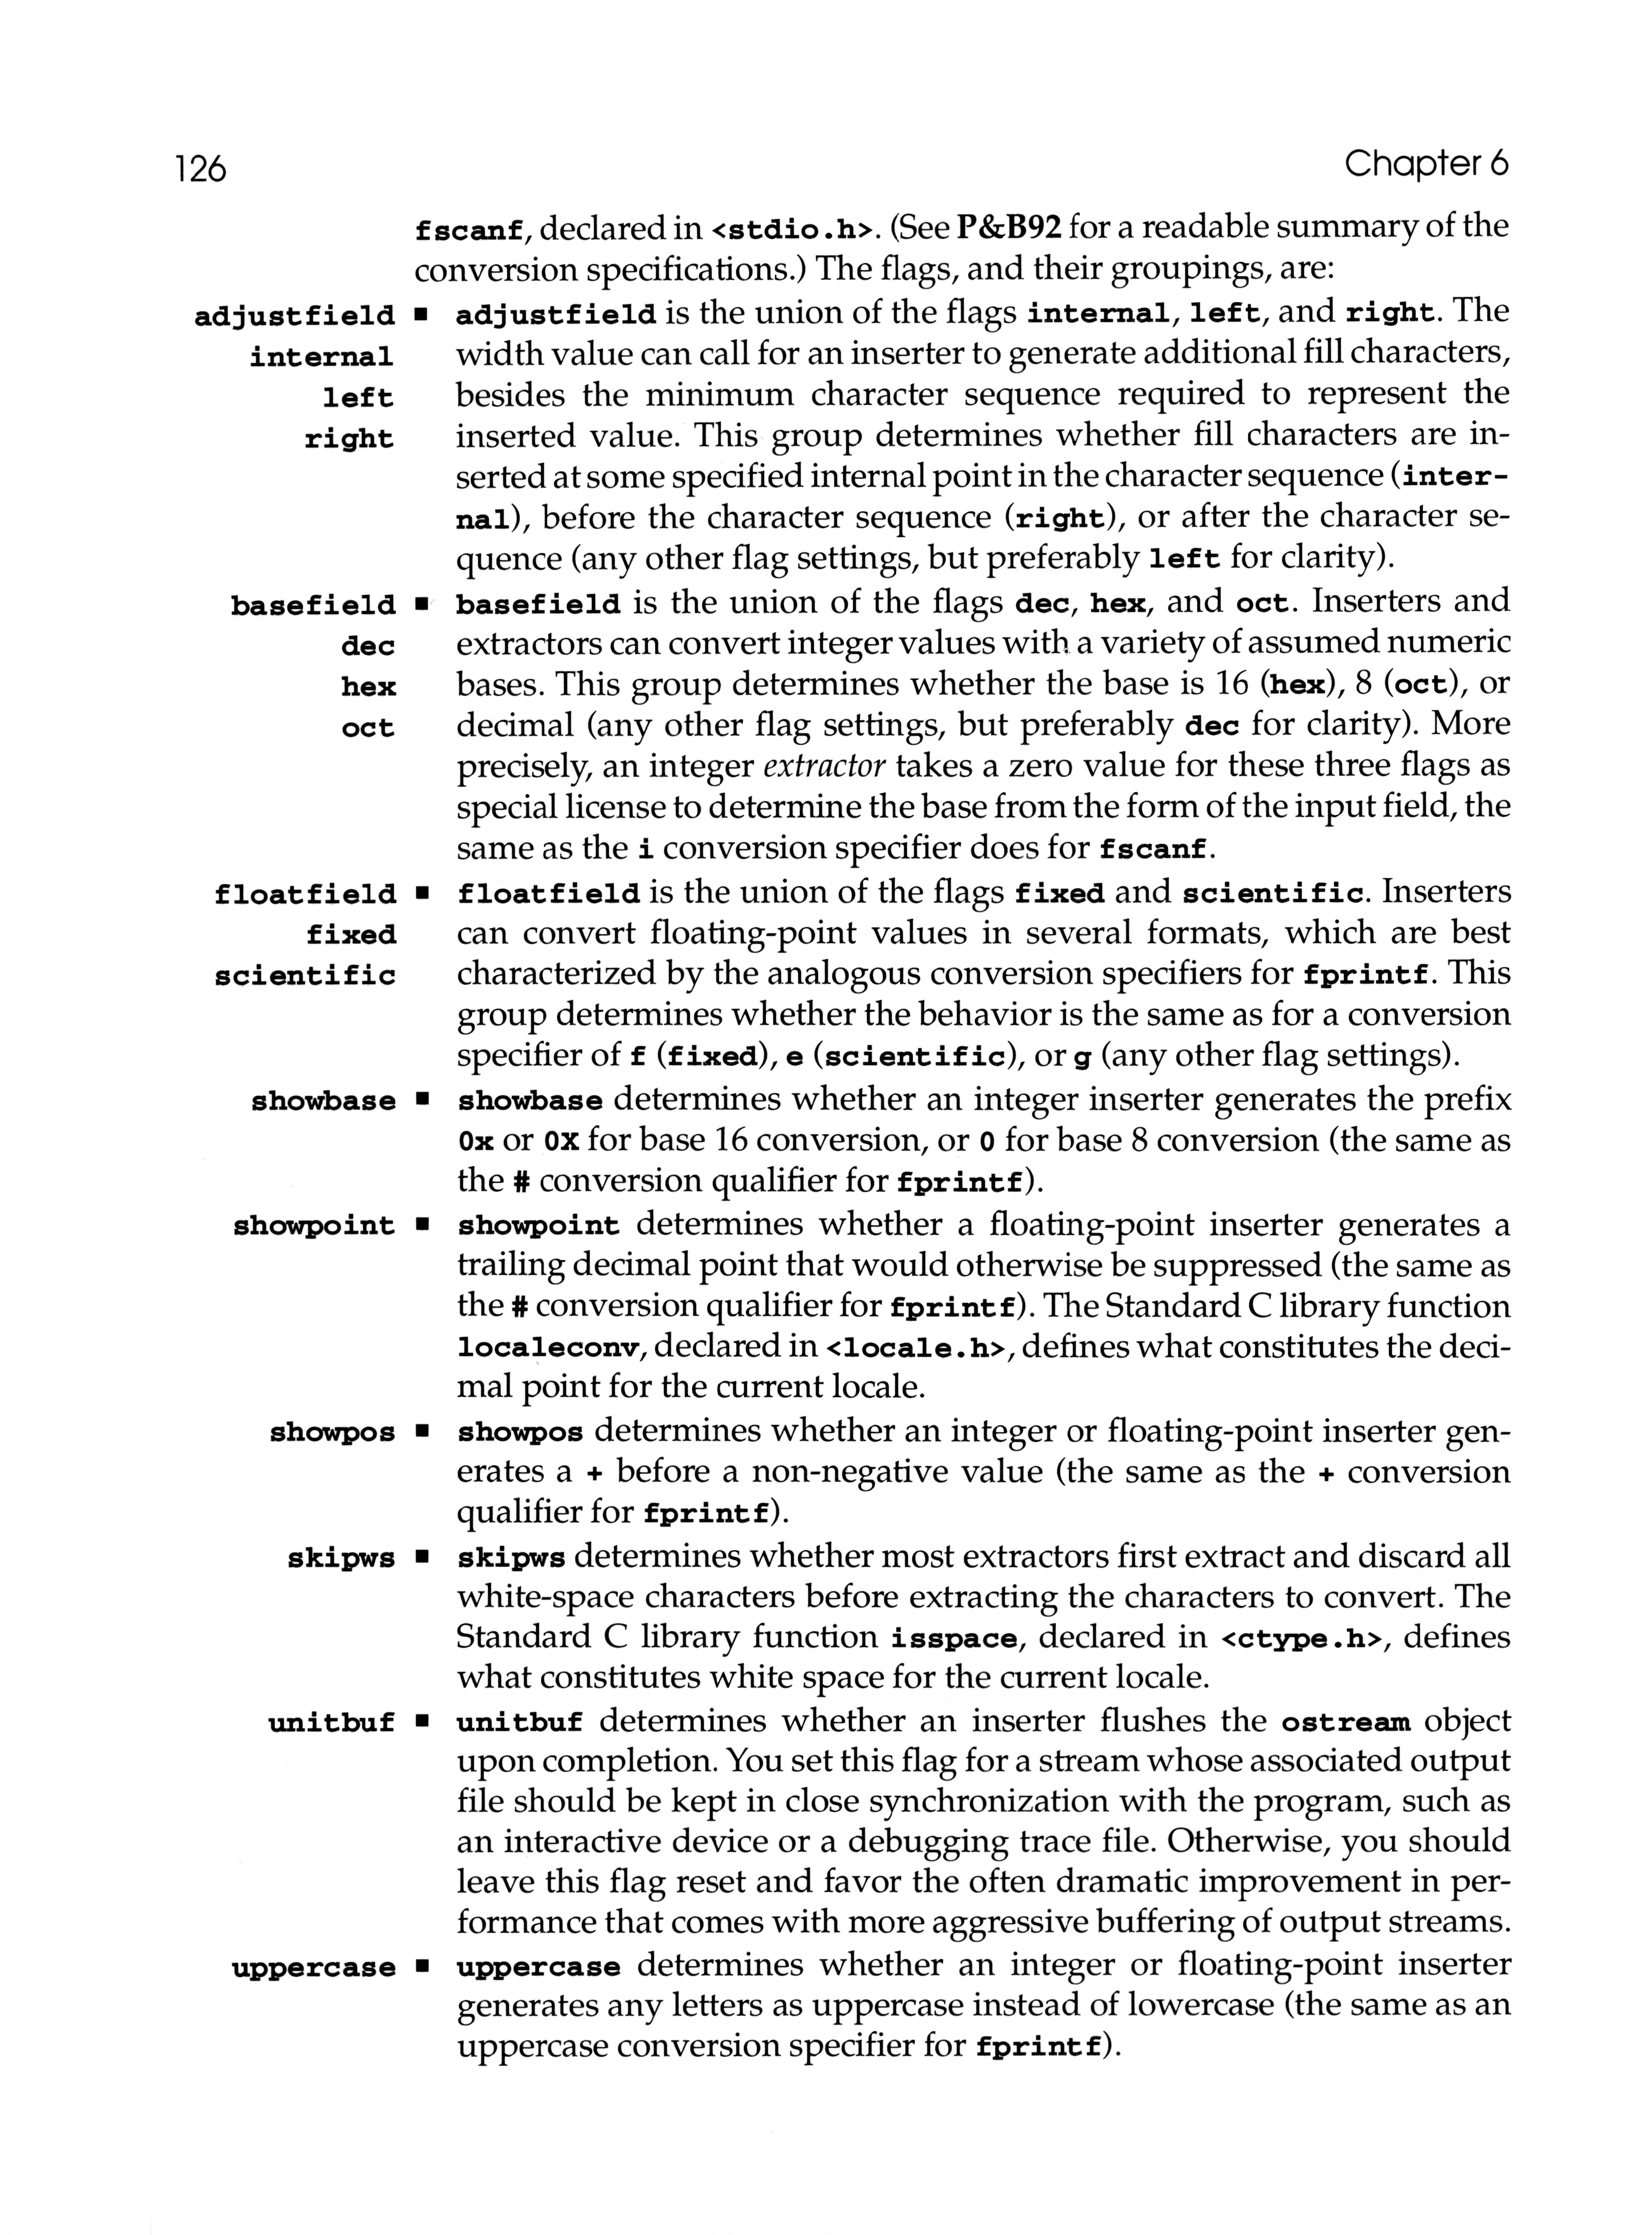 126 Chapter 6
fscanf, declared in <stdio.h>. (See P&B92 for a readable summary of the
conversion specifications.) The flags, and their groupings, are:
adjustfield ■ adjustfield is the union of the flags internal, left, and right. The
internal width value can call for an inserter to generate additional fill characters,
left besides the minimum character sequence required to represent the
right inserted value. This group determines whether fill characters are in-
serted at some specified internal point in the character sequence (inter-
nal), before the character sequence (right), or after the character se-
quence (any other flag settings, but preferably left for clarity).
basefield ■ basefield is the union of the flags dec, hex, and oct. Inserters and
dec extractors can convert integer values with a variety of assumed numeric
hex bases. This group determines whether the base is 16 (hex), 8 (oct), or
oct decimal (any other flag settings, but preferably dec for clarity). More
precisely, an integer extractor takes a zero value for these three flags as
special license to determine the base from the form of the input field, the
same as the i conversion specifier does for fscanf.
floatfield ■ floatfield is the union of the flags fixed and scientific. Inserters
fixed can convert floating-point values in several formats, which are best
scientific characterized by the analogous conversion specifiers for fprintf. This
group determines whether the behavior is the same as for a conversion
specifier of f (fixed), e (scientific), or g (any other flag settings).
showbase ■ showbase determines whether an integer inserter generates the prefix
0x or 0X for base 16 conversion, or 0 for base 8 conversion (the same as
the # conversion qualifier for fprintf).
showpoint ■ showpoint determines whether a floating-point inserter generates a
trailing decimal point that would otherwise be suppressed (the same as
the # conversion qualifier for fprintf). The Standard C library function
localeconv, declared in <locale.h>, defines what constitutes the deci-
mal point for the current locale.
showpos ■ showpos determines whether an integer or floating-point inserter gen-
erates a + before a non-negative value (the same as the + conversion
qualifier for fprintf).
skipws ■ skipws determines whether most extractors first extract and discard all
white-space characters before extracting the characters to convert. The
Standard C library function isspace, declared in <ctype.h>, defines
what constitutes white space for the current locale.
unitbuf ■ unitbuf determines whether an inserter flushes the ostream object
upon completion. You set this flag for a stream whose associated output
file should be kept in close synchronization with the program, such as
an interactive device or a debugging trace file. Otherwise, you should
leave this flag reset and favor the often dramatic improvement in per-
formance that comes with more aggressive buffering of output streams.
uppercase ■ uppercase determines whether an integer or floating-point inserter
generates any letters as uppercase instead of lowercase (the same as an
uppercase conversion specifier for fprintf).